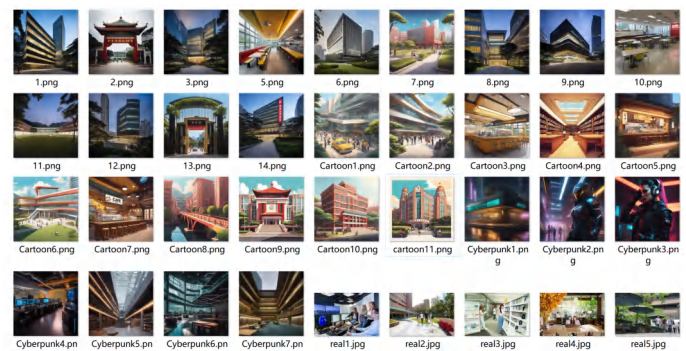 1.png
2.png
3.png
5.png
6.png
7.png
8.png
9.png
10.png
11.png
12.png
13.png
14.png
Cartoon1.png
Cartoon2.png
Cartoon3.png
Cartoon4.png
Cartoon5.png
Cartoon6.png
Cartoon7.png
Cartoon8.png
Cartoon9.png
Cartoon10.png
cartoon11.png
Cyberpunk1.pn
g
Cyberpunk2.pn
g
Cyberpunk3.pn
g
Cyberpunk4.pn
Cyberpunk5.pn
Cyberpunk6.pn
Cyberpunk7.pn
real1.jpg
real2.jpg
real3.jpg
real4.jpg
real5.jpg